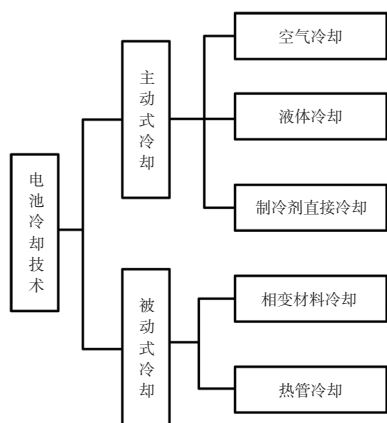 电池冷却技术
主动式冷却
空气冷却
液体冷却
制冷剂直接冷却
被动式冷却
相变材料冷却
热管冷却